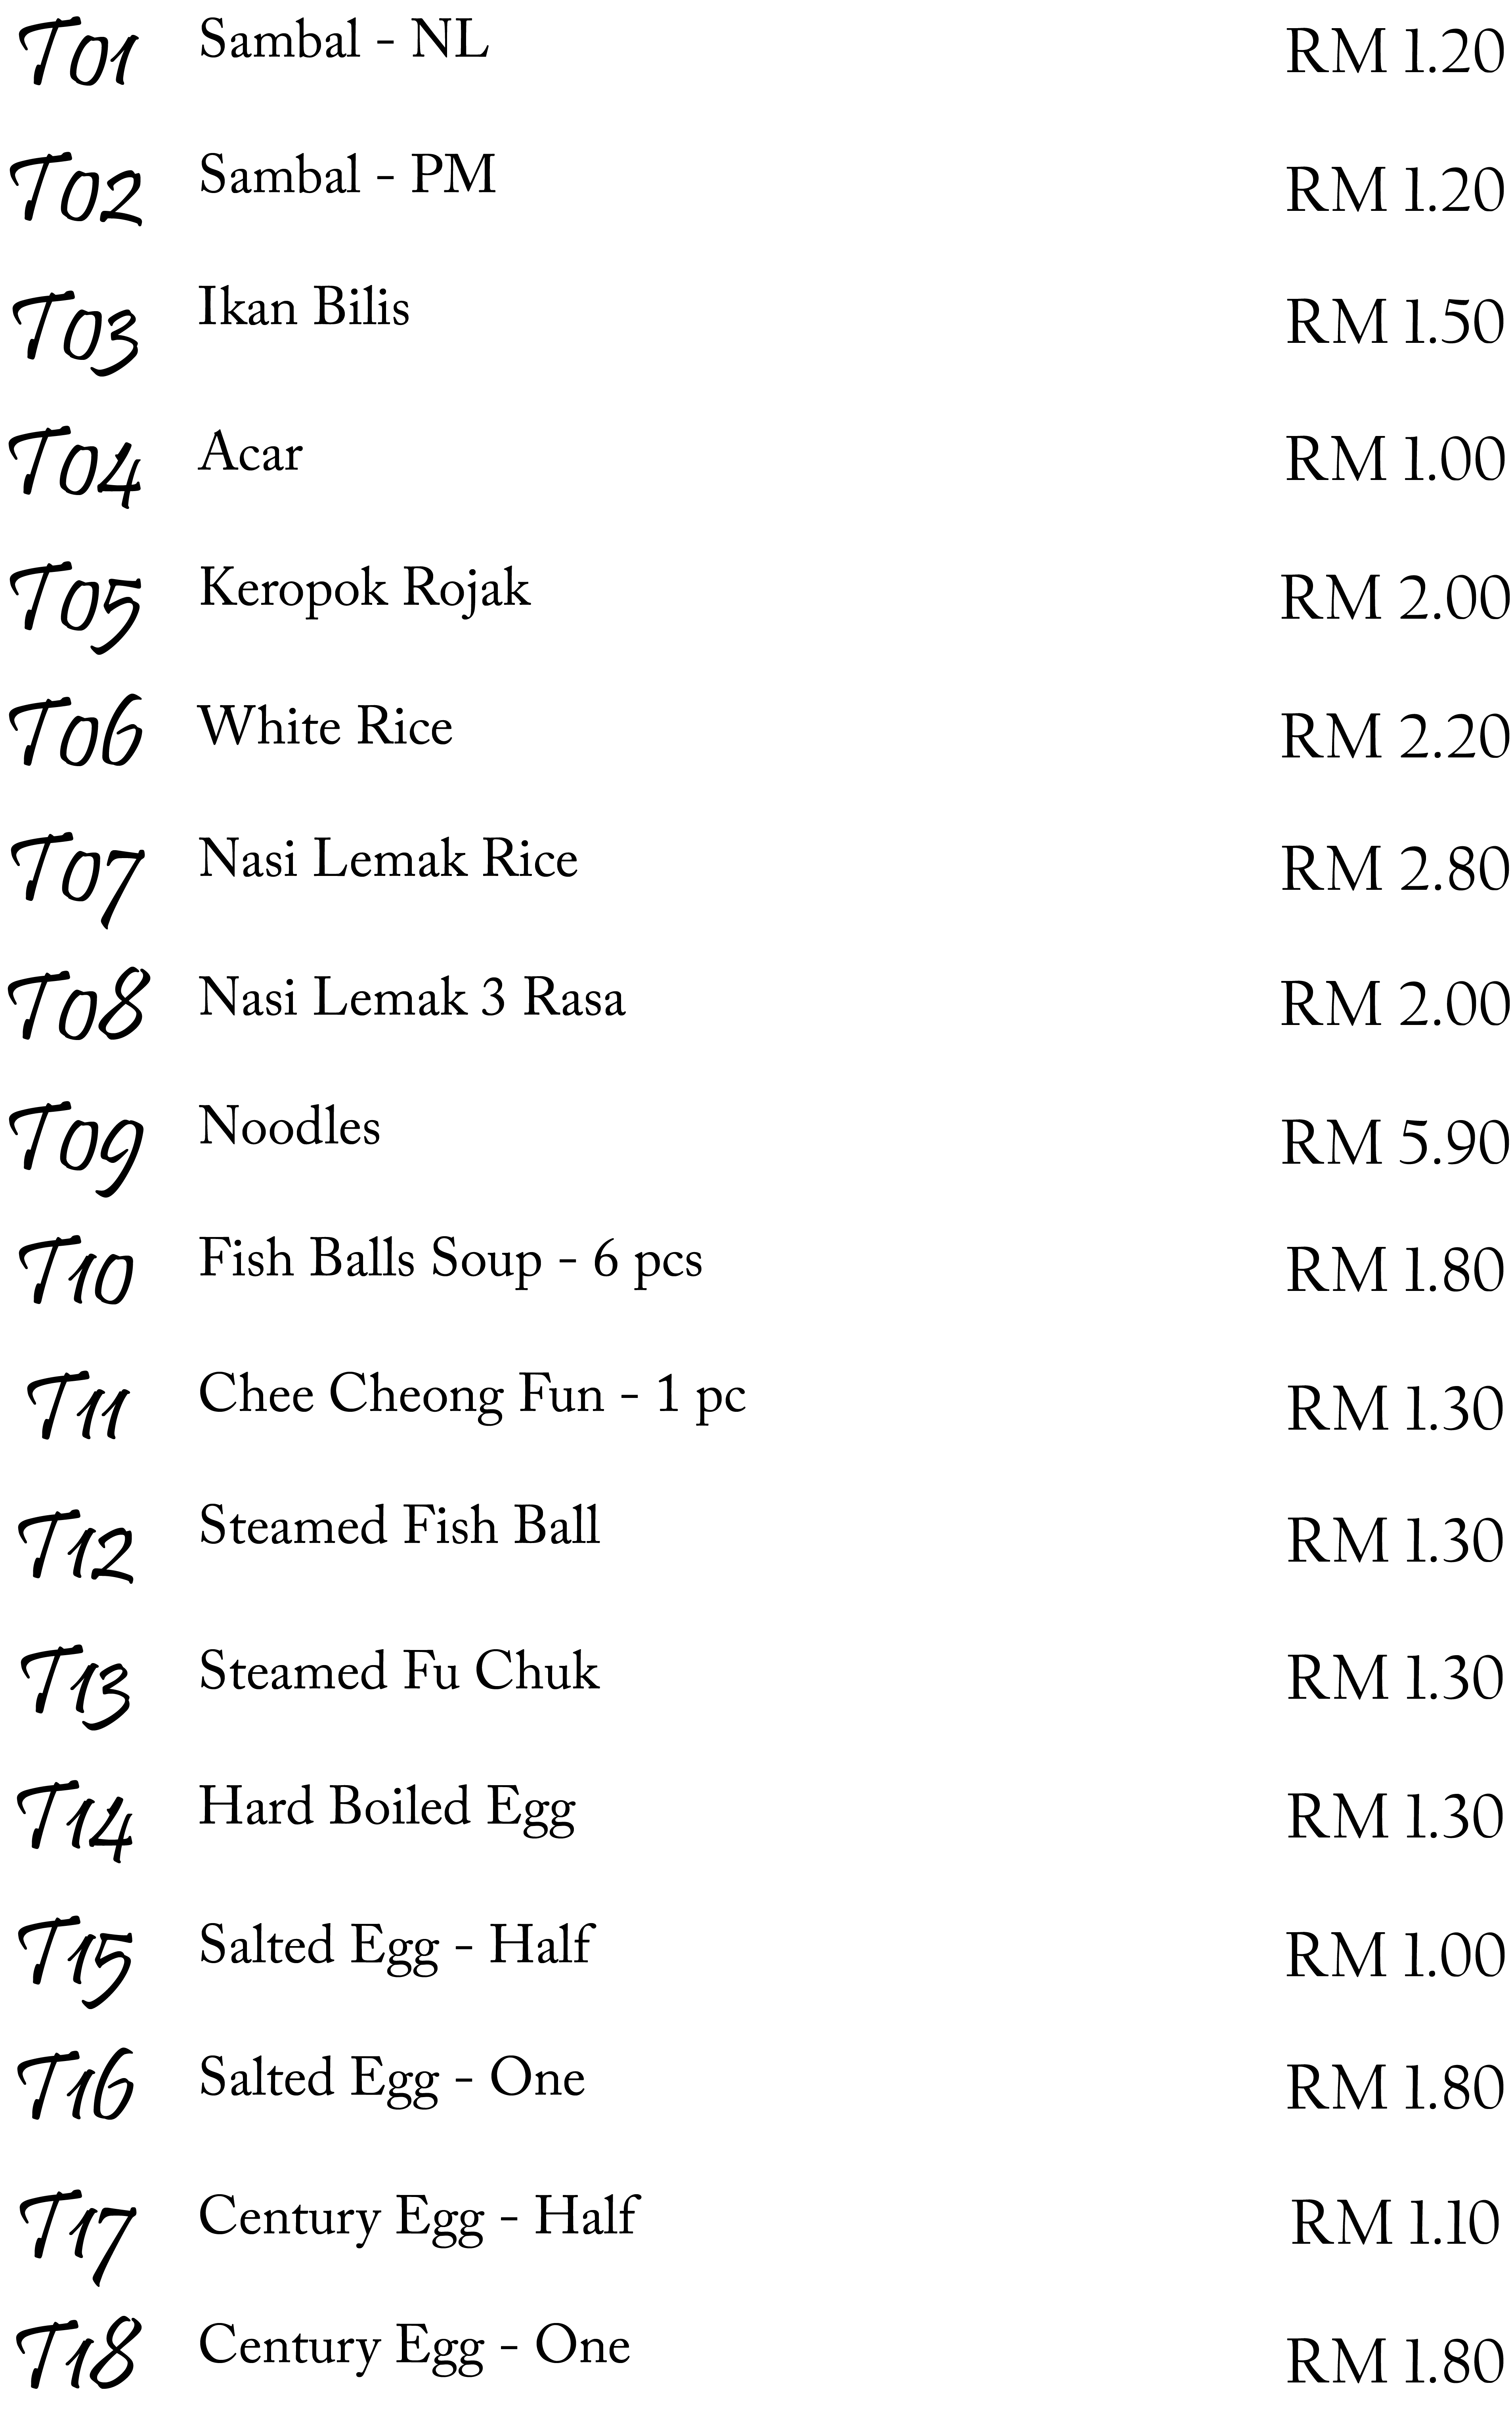 T01 Sambal - NL RM 1.20
T02 Sambal - PM RM 1.20
T03 Ikan Bilis RM 1.50
T04 Acar RM 1.00
T05 Keropok Rojak RM 2.00
T06 White Rice RM 2.20
T07 Nasi Lemak Rice RM 2.80
T08 Nasi Lemak 3 Rasa RM 2.00
T09 Noodles RM 5.90
T10 Fish Balls Soup - 6 pcs RM 1.80
T11 Chee Cheong Fun - 1 pc RM 1.30
T12 Steamed Fish Ball RM 1.30
T13 Steamed Fu Chuk RM 1.30
T14 Hard Boiled Egg RM 1.30
T15 Salted Egg - Half RM 1.00
T16 Salted Egg - One RM 1.80
T17 Century Egg - Half RM 1.10
T18 Century Egg - One RM 1.80